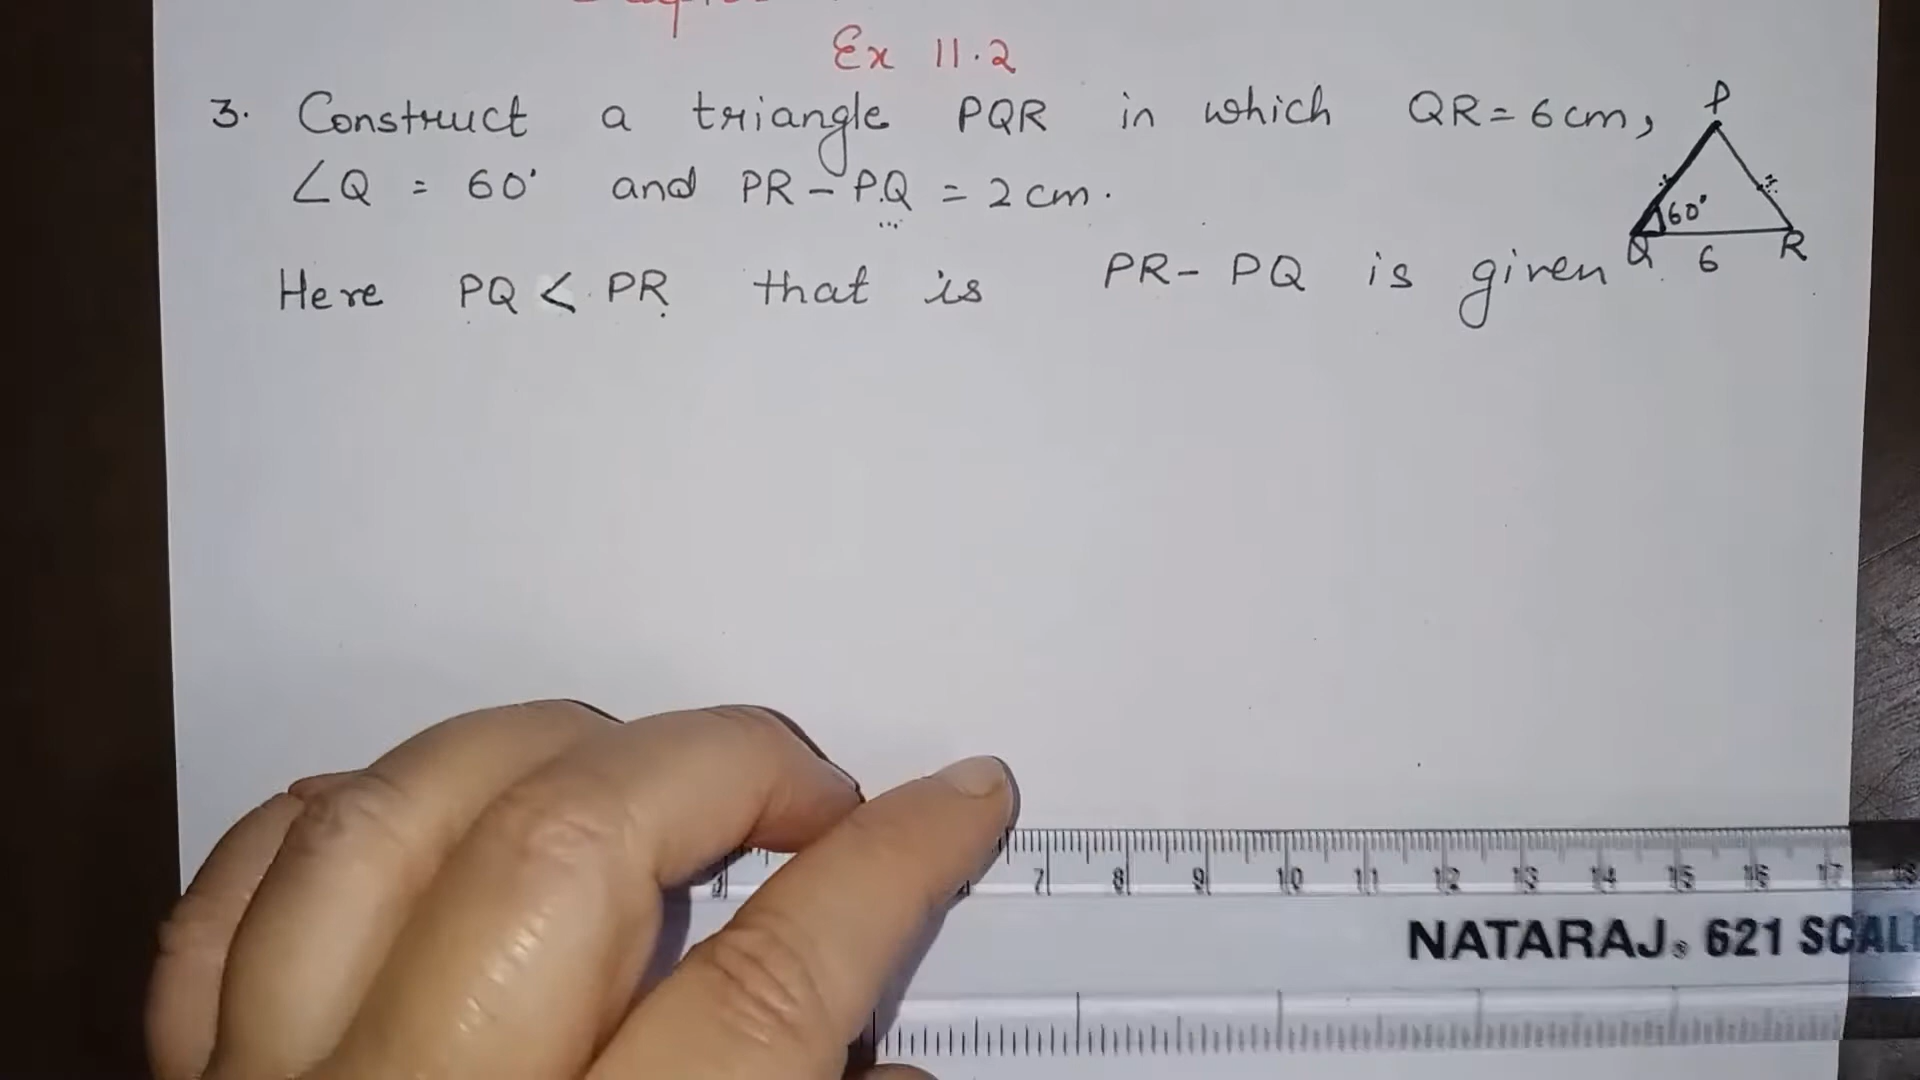 Ex 11.2
3. Construct a triangle PQR in which QR = 6 cm,
∠Q = 60° and PR - PQ = 2 cm.
Here PQ < PR that is PR - PQ is given
P
60°
Q 6 R
3 7 8 9 10 11 12 13 14 15 16 17 18
NATARAJ 621 SCAL